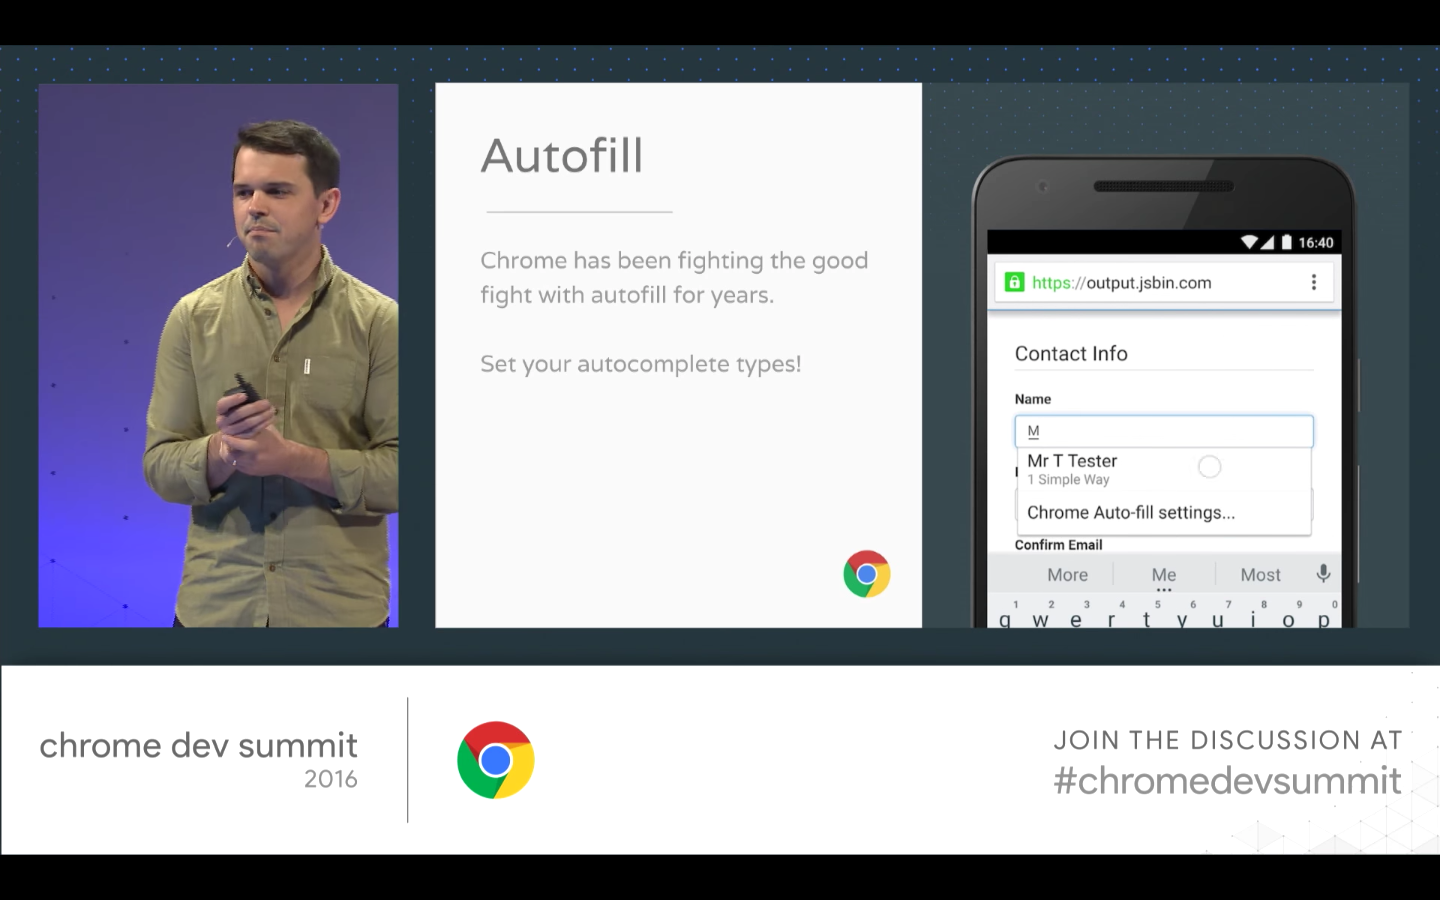 Autofill
Chrome has been fighting the good
fight with autofill for years.
Set your autocomplete types!
16:40
https://output.jsbin.com
Contact Info
Name
M
Mr T Tester
1 Simple Way
Chrome Auto-fill settings...
Confirm Email
More Me Most
1 2 3 4 5 6 7 8 9 0
q w e r t y u i o p
chrome dev summit
2016
JOIN THE DISCUSSION AT
#chromedevsummit